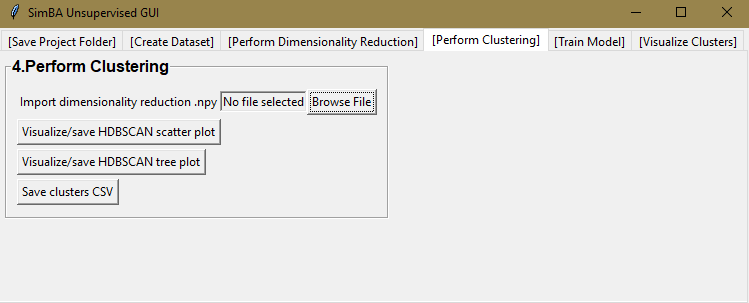 SimBA Unsupervised GUI
[Save Project Folder] [Create Dataset] [Perform Dimensionality Reduction] [Perform Clustering] [Train Model] [Visualize Clusters]
4.Perform Clustering
Import dimensionality reduction .npy No file selected Browse File
Visualize/save HDBSCAN scatter plot
Visualize/save HDBSCAN tree plot
Save clusters CSV